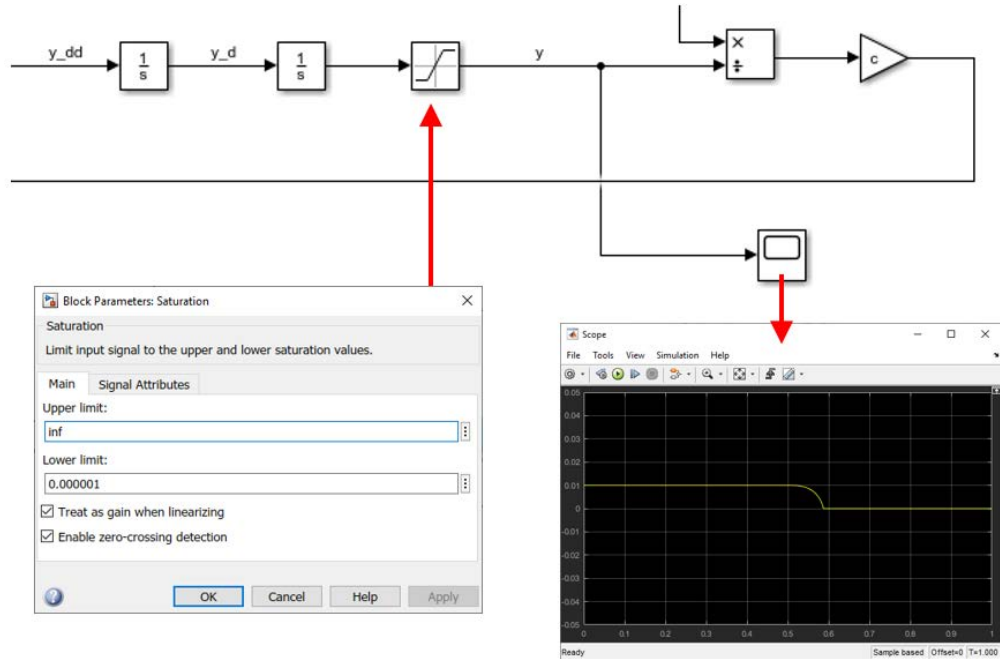 y_dd
1
s
y_d
1
s
y
×
÷
c
Block Parameters: Saturation
Saturation
Limit input signal to the upper and lower saturation values.
Main Signal Attributes
Upper limit:
inf
Lower limit:
0.000001
Treat as gain when linearizing
Enable zero-crossing detection
OK Cancel Help Apply
Scope
File Tools View Simulation Help
0.05
0.04
0.03
0.02
0.01
0
-0.01
-0.02
-0.03
-0.04
-0.05
0 0.1 0.2 0.3 0.4 0.5 0.6 0.7 0.8 0.9 1
Ready Sample based Offset=0 T=1.000